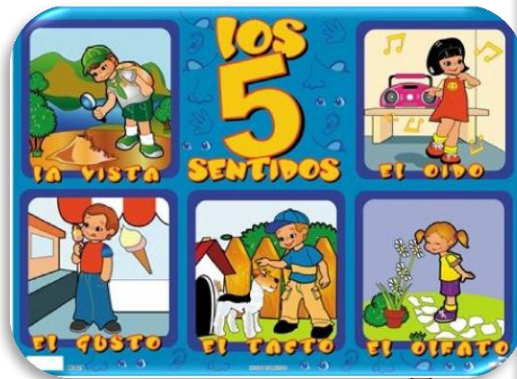 LOS
5
SENTIDOS
LA VISTA
EL OIDO
EL GUSTO
EL TACTO
EL OLFATO